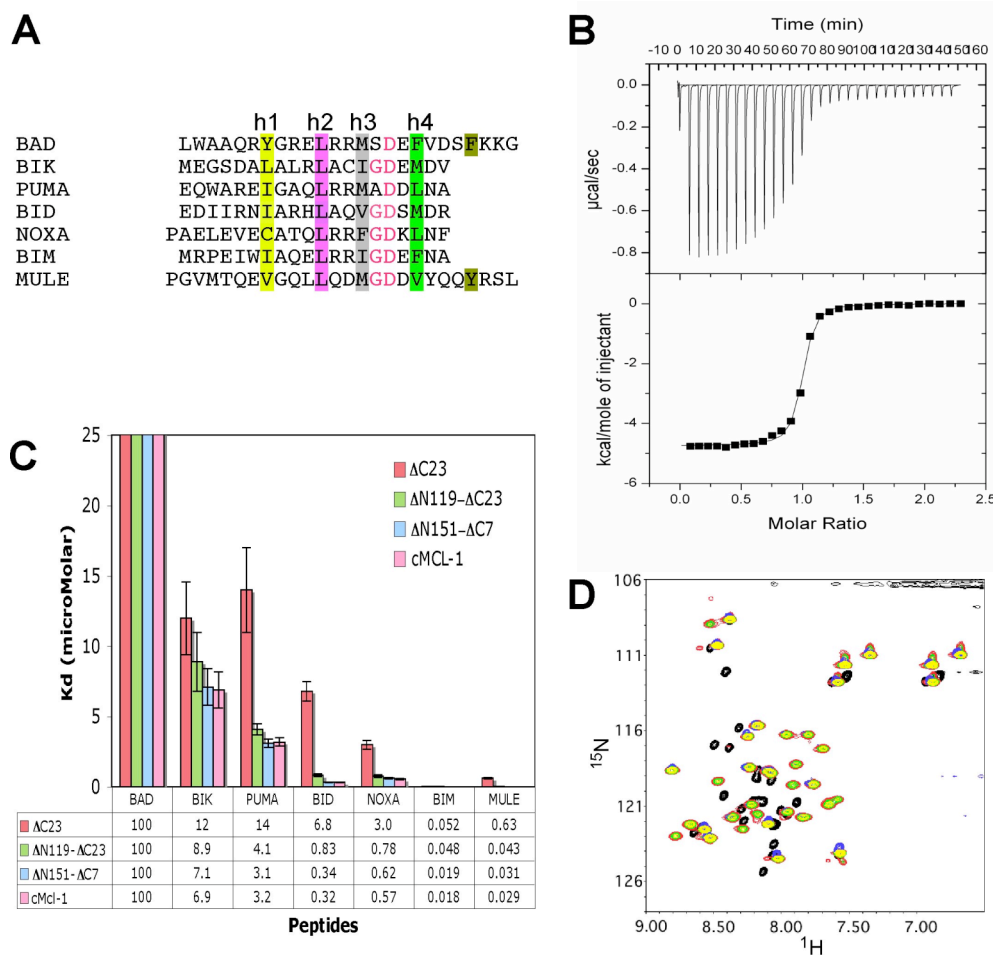 A
h1 h2 h3 h4
BAD LWAAQRYGRELRRMSDEFVDSFKKG
BIK MEGSDALALRLACIGDEMDV
PUMA EQWAREIGAQLRRMADDLNA
BID EDIIRNIARHLAQVGDSMDR
NOXA PAELEVECATQLRRFGDKLNF
BIM MRPEIWIAQELRRIGDEFNA
MULE PGVMTQEVGQLLQDMGDDVYQQYRSL
B
Time (min)
-10 0 10 20 30 40 50 60 70 80 90 100 110 120 130 140 150 160
0.0
-0.2
-0.4
-0.6
-0.8
µcal/sec
0
-2
-4
-6
kcal/mole of injectant
0.0 0.5 1.0 1.5 2.0 2.5
Molar Ratio
C
Kd (microMolar)
25
20
15
10
5
0
ΔC23
ΔN119-ΔC23
ΔN151-ΔC7
cMCL-1
BAD BIK PUMA BID NOXA BIM MULE
ΔC23 100 12 14 6.8 3.0 0.052 0.63
ΔN119-ΔC23 100 8.9 4.1 0.83 0.78 0.048 0.043
ΔN151-ΔC7 100 7.1 3.1 0.34 0.62 0.019 0.031
cMcl-1 100 6.9 3.2 0.32 0.57 0.018 0.029
Peptides
D
106
111
116
121
126
15N
9.00 8.50 8.00 7.50 7.00
1H